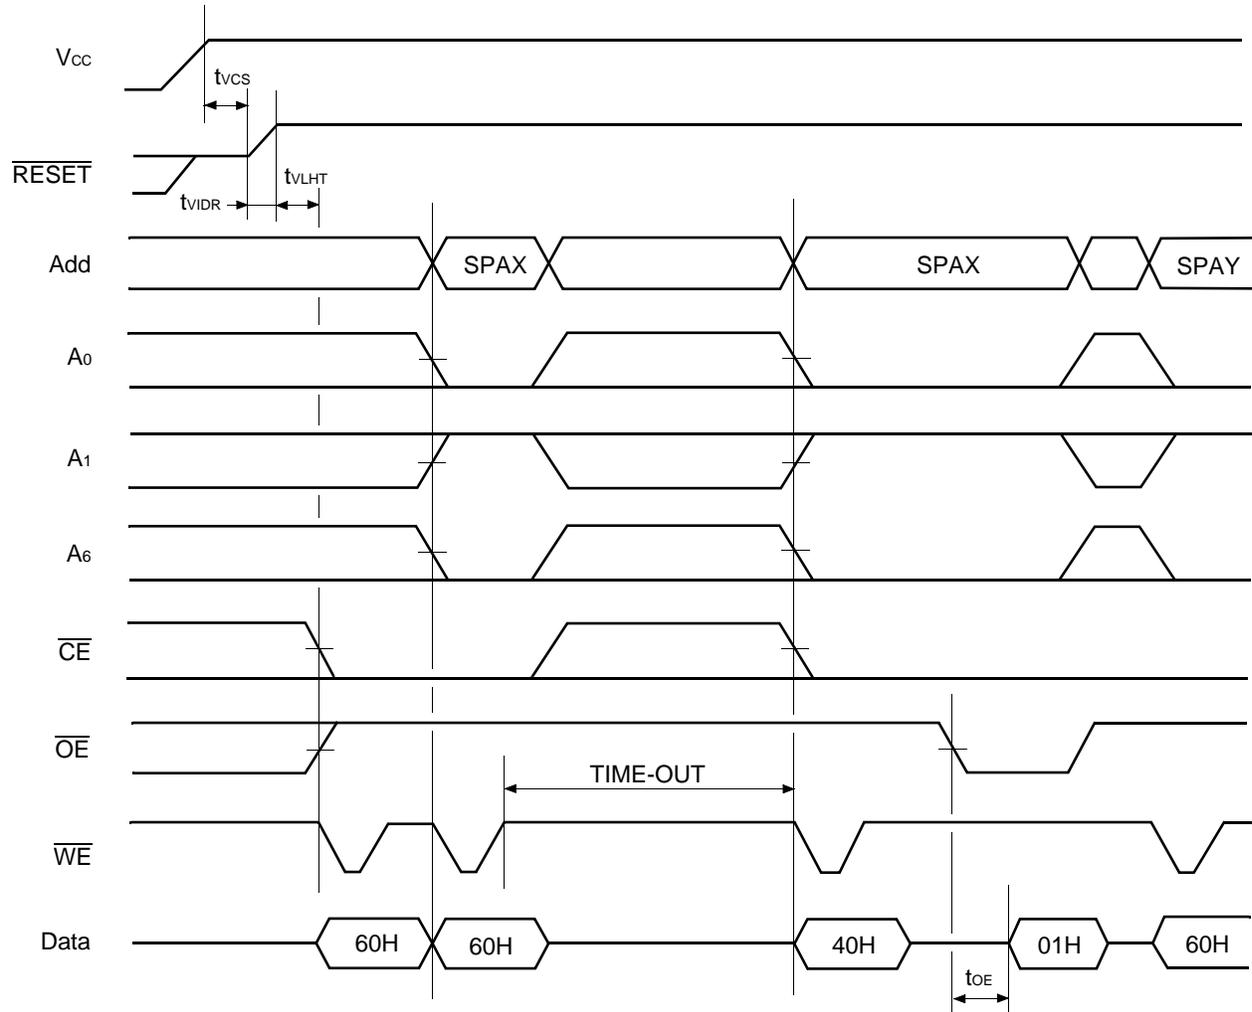 VCC
tVCS
RESET
tVLHT
tVIDR
Add
SPAX
SPAX
SPAY
A0
A1
A6
CE
OE
TIME-OUT
WE
Data
60H
60H
40H
01H
60H
tOE